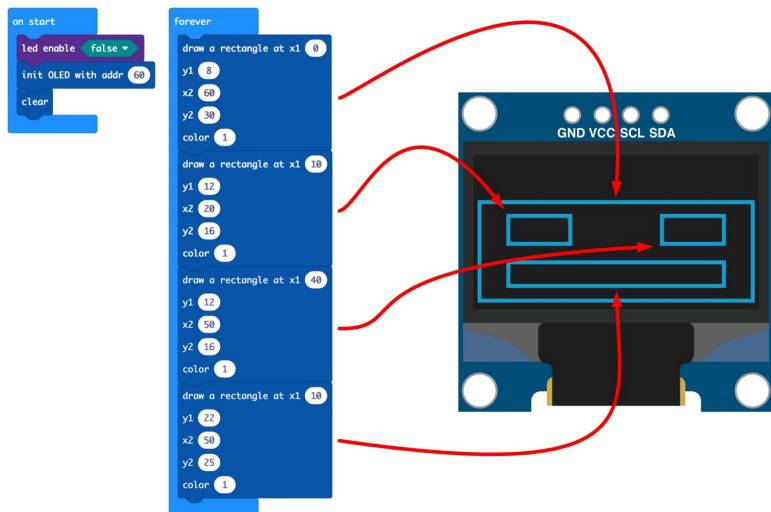 on start
led enable false
init OLED with addr 60
clear
forever
draw a rectangle at x1 0
y1 8
x2 60
y2 30
color 1
draw a rectangle at x1 10
y1 12
x2 20
y2 16
color 1
draw a rectangle at x1 40
y1 12
x2 50
y2 16
color 1
draw a rectangle at x1 10
y1 22
x2 50
y2 25
color 1
GND VCC SCL SDA